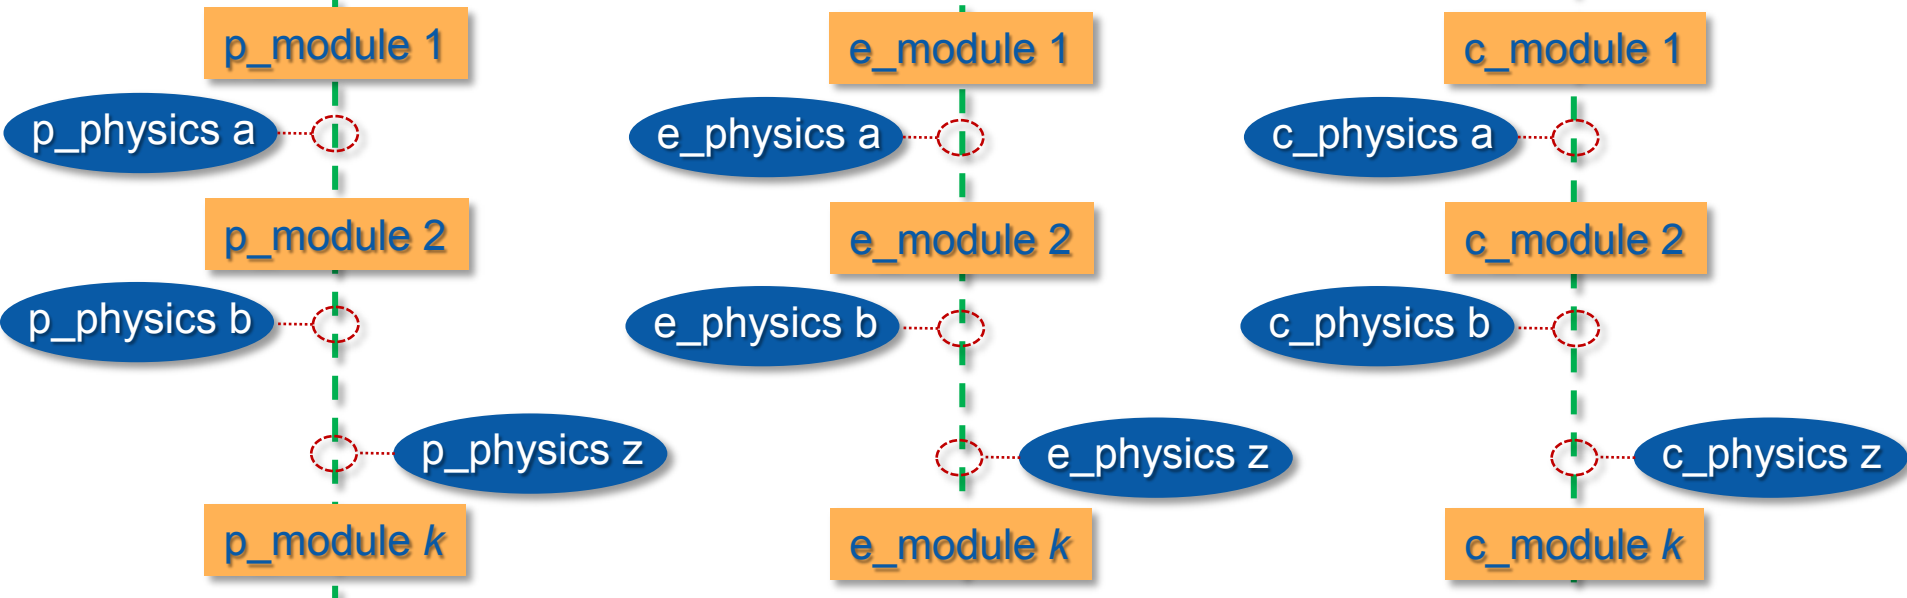 p_module 1
p_physics a
p_module 2
p_physics b
p_physics z
p_module k
e_module 1
e_physics a
e_module 2
e_physics b
e_physics z
e_module k
c_module 1
c_physics a
c_module 2
c_physics b
c_physics z
c_module k